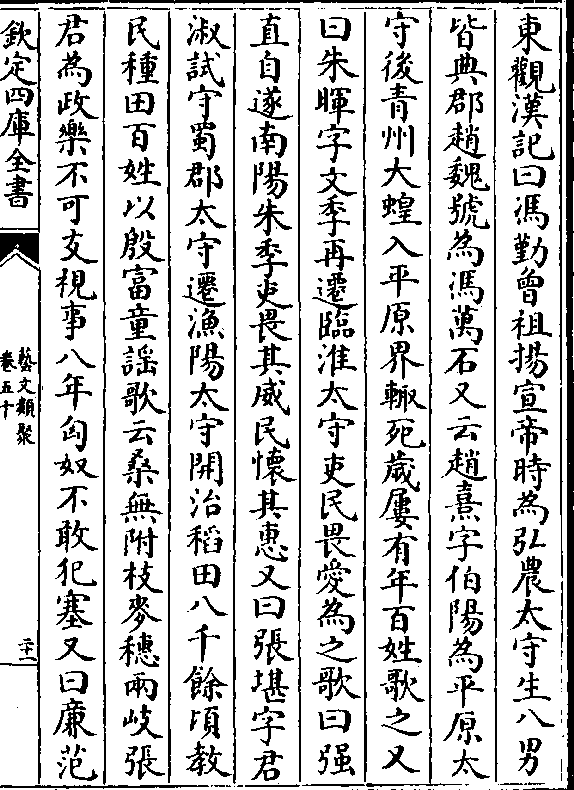 東觀漢記曰馮勤曾祖揚宣帝時為弘農太守生八男
皆典郡趙魏號為馮萬石又云趙熹字伯陽為平原太
守後青州大蝗入平原界輙死歲屢有年百姓歌之又
曰朱暉字文季再遷臨淮太守吏民畏愛為之歌曰强
直自遂南陽朱季吏畏其威民懷其惠又曰張堪字君
淑試守蜀郡太守遷漁陽太守開治稻田八千餘頃教
民種田百姓以殷富童謡歌云桑無附枝麥穗兩岐張
君為政樂不可支視事八年匈奴不敢犯塞又曰廉范
欽定四庫全書
藝文類聚
卷五十
二十一